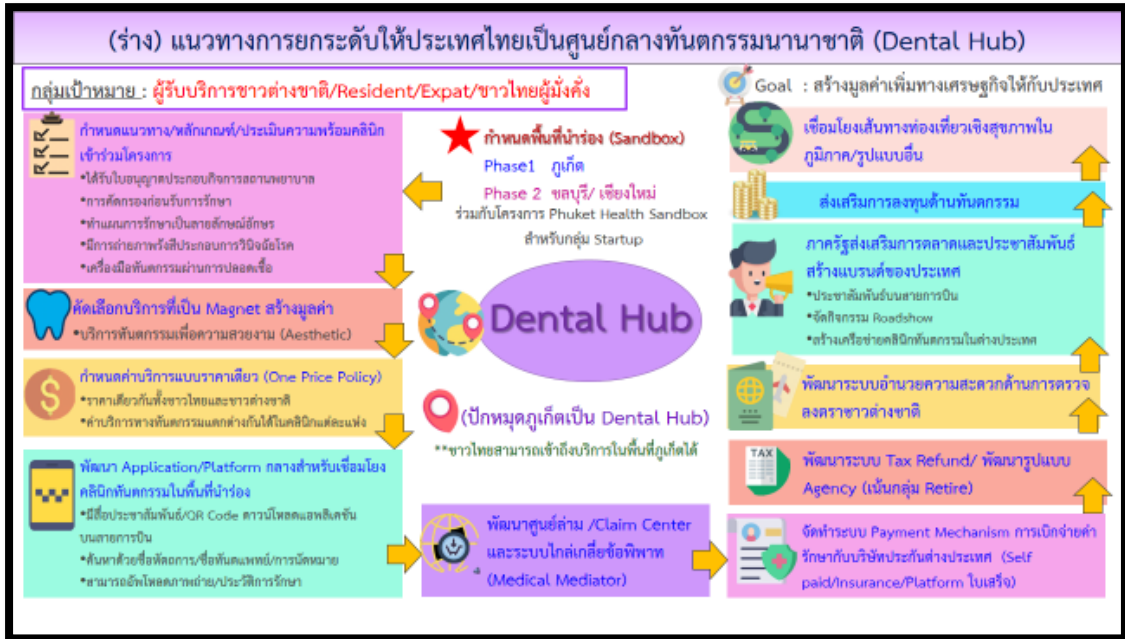 (ร่าง) แนวทางการยกระดับให้ประเทศไทยเป็นศูนย์กลางทันตกรรมนานาชาติ (Dental Hub)
กลุ่มเป้าหมาย : ผู้รับบริการชาวต่างชาติ/Resident/Expat/ชาวไทยผู้มั่งคั่ง
กำหนดพื้นที่นำร่อง (Sandbox)
Phase1 ภูเก็ต
Phase 2 ชลบุรี/ เชียงใหม่
ร่วมกับโครงการ Phuket Health Sandbox
สำหรับกลุ่ม Startup
กำหนดแนวทาง/หลักเกณฑ์/ประเมินความพร้อมคลินิก
เข้าร่วมโครงการ
•ได้รับใบอนุญาตประกอบกิจการสถานพยาบาล
•การคัดกรองก่อนรับการรักษา
•ทำแผนการรักษาเป็นลายลักษณ์อักษร
•มีการถ่ายภาพรังสีประกอบการวินิจฉัยโรค
•เครื่องมือทันตกรรมผ่านการปลอดเชื้อ
คัดเลือกบริการที่เป็น Magnet สร้างมูลค่า
•บริการทันตกรรมเพื่อความสวยงาม (Aesthetic)
กำหนดค่าบริการแบบราคาเดียว (One Price Policy)
•ราคาเดียวกันทั้งชาวไทยและชาวต่างชาติ
•ค่าบริการทางทันตกรรมแตกต่างกันได้ในคลินิกแต่ละแห่ง
พัฒนา Application/Platform กลางสำหรับเชื่อมโยง
คลินิกทันตกรรมในพื้นที่นำร่อง
•มีสื่อประชาสัมพันธ์/QR Code ดาวน์โหลดแอพลิเคชัน
บนสายการบิน
•ค้นหาด้วยชื่อหัตถการ/ชื่อทันตแพทย์/การนัดหมาย
•สามารถอัพโหลดภาพถ่าย/ประวัติการรักษา
Dental Hub
(ปักหมุดภูเก็ตเป็น Dental Hub)
**ชาวไทยสามารถเข้าถึงบริการในพื้นที่ภูเก็ตได้
พัฒนาศูนย์ล่าม /Claim Center
และระบบไกล่เกลี่ยข้อพิพาท
(Medical Mediator)
Goal : สร้างมูลค่าเพิ่มทางเศรษฐกิจให้กับประเทศ
เชื่อมโยงเส้นทางท่องเที่ยวเชิงสุขภาพใน
ภูมิภาค/รูปแบบอื่น
ส่งเสริมการลงทุนด้านทันตกรรม
ภาครัฐส่งเสริมการตลาดและประชาสัมพันธ์
สร้างแบรนด์ของประเทศ
•ประชาสัมพันธ์บนสายการบิน
•จัดกิจกรรม Roadshow
•สร้างเครือข่ายคลินิกทันตกรรมในต่างประเทศ
พัฒนาระบบอำนวยความสะดวกด้านการตรวจ
ลงตราชาวต่างชาติ
TAX
พัฒนาระบบ Tax Refund/ พัฒนารูปแบบ
Agency (เน้นกลุ่ม Retire)
จัดทำระบบ Payment Mechanism การเบิกจ่ายค่า
รักษากับบริษัทประกันต่างประเทศ (Self
paid/Insurance/Platform ใบเสร็จ)